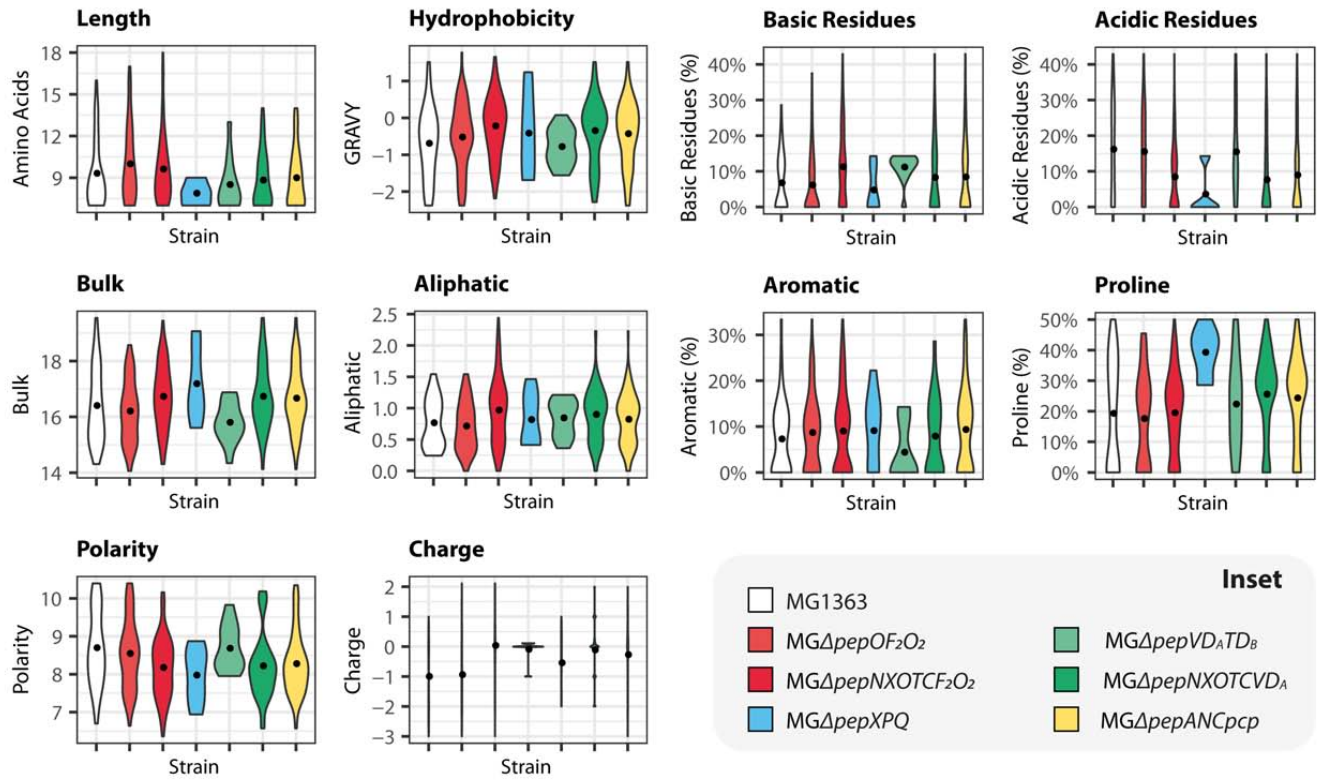 Length
Amino Acids
18
15
12
9
Strain
Hydrophobicity
GRAVY
1
0
−1
−2
Strain
Basic Residues
Basic Residues (%)
40%
30%
20%
10%
0%
Strain
Acidic Residues
Acidic Residues (%)
40%
30%
20%
10%
0%
Strain
Bulk
Bulk
18
16
14
Strain
Aliphatic
Aliphatic
2.5
2.0
1.5
1.0
0.5
0.0
Strain
Aromatic
Aromatic (%)
30%
20%
10%
0%
Strain
Proline
Proline (%)
50%
40%
30%
20%
10%
0%
Strain
Polarity
Polarity
10
9
8
7
Strain
Charge
Charge
2
1
0
−1
−2
−3
Strain
Inset
MG1363
MGΔpepOF₂O₂
MGΔpepNXOTCF₂O₂
MGΔpepXPQ
MGΔpepVDₐTD_B
MGΔpepNXOTCVDₐ
MGΔpepANCpcp